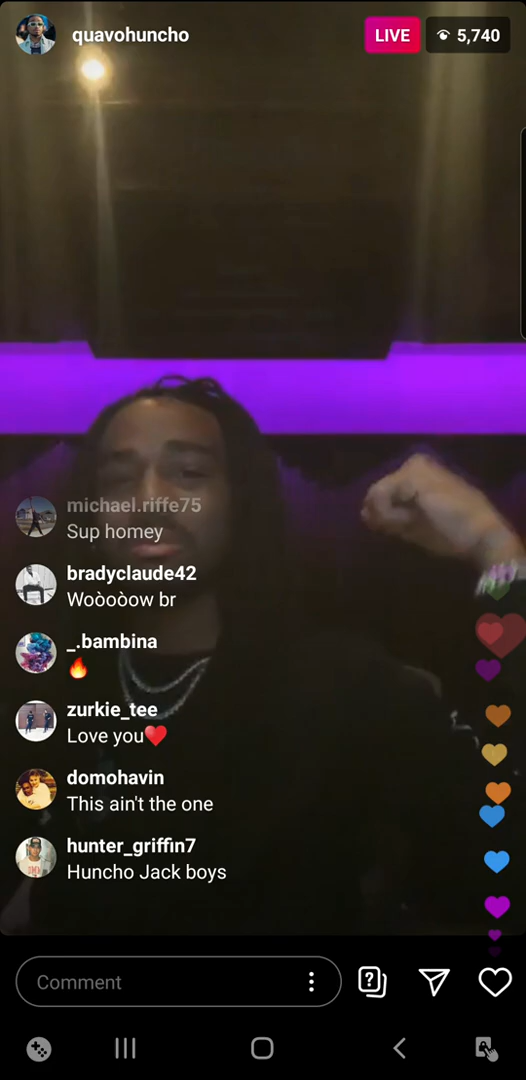 quavohuncho
LIVE
5,740
michael.riffe75
Sup homey
bradyclaude42
Woòoòow br
_.bambina
🔥
zurkie_tee
Love you❤️
domohavin
This ain't the one
hunter_griffin7
Huncho Jack boys
Comment